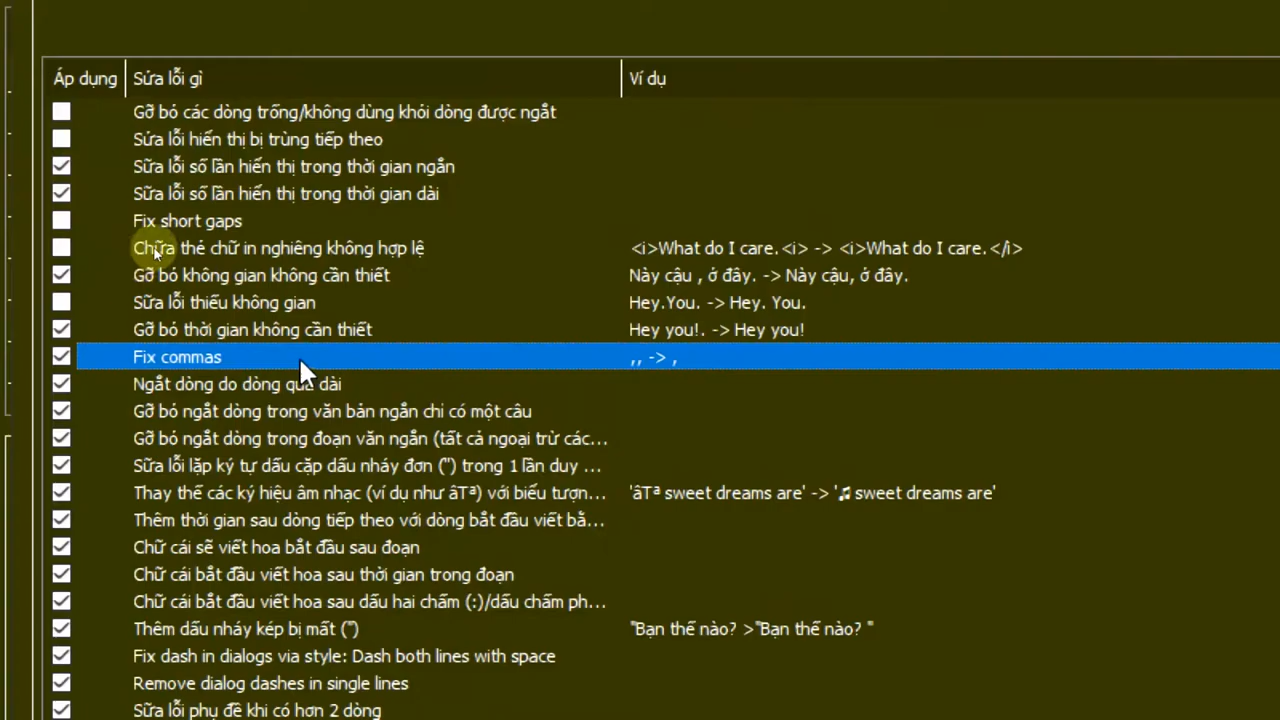 Áp dụng Sửa lỗi gì Ví dụ
Gỡ bỏ các dòng trống/không dùng khỏi dòng được ngắt
Sửa lỗi hiển thị bị trùng tiếp theo
Sữa lỗi số lần hiển thị trong thời gian ngắn
Sữa lỗi số lần hiển thị trong thời gian dài
Fix short gaps
Chữa thẻ chữ in nghiêng không hợp lệ <i>What do I care.<i> -> <i>What do I care.</i>
Gỡ bỏ không gian không cần thiết Này cậu , ở đây. -> Này cậu, ở đây.
Sữa lỗi thiếu không gian Hey.You. -> Hey. You.
Gỡ bỏ thời gian không cần thiết Hey you!. -> Hey you!
Fix commas ,, -> ,
Ngắt dòng do dòng quá dài
Gỡ bỏ ngắt dòng trong văn bản ngắn chỉ có một câu
Gỡ bỏ ngắt dòng trong đoạn văn ngắn (tất cả ngoại trừ các...
Sữa lỗi lặp ký tự dấu cặp dấu nháy đơn ('') trong 1 lần duy ...
Thay thế các ký hiệu âm nhạc (ví dụ như âTª) với biểu tượn... 'âTª sweet dreams are' -> '♫ sweet dreams are'
Thêm thời gian sau dòng tiếp theo với dòng bắt đầu viết bằ...
Chữ cái sẽ viết hoa bắt đầu sau đoạn
Chữ cái bắt đầu viết hoa sau thời gian trong đoạn
Chữ cái bắt đầu viết hoa sau dấu hai chấm (:)/dấu chấm ph...
Thêm dấu nháy kép bị mất (") "Bạn thế nào? >"Bạn thế nào? "
Fix dash in dialogs via style: Dash both lines with space
Remove dialog dashes in single lines
Sữa lỗi phụ đề khi có hơn 2 dòng